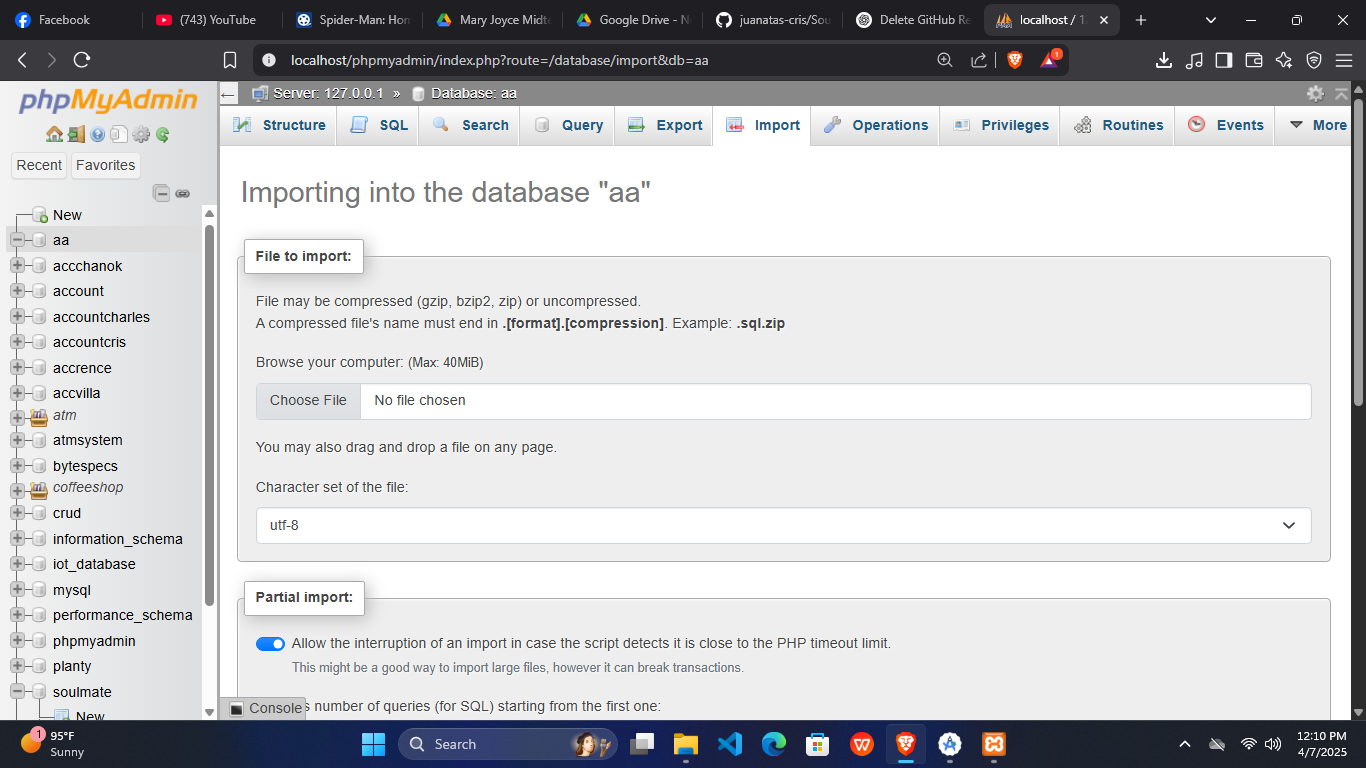 Facebook
(743) YouTube
Spider-Man: Hom
Mary Joyce Midte
Google Drive - N
juanatas-cris/Sou
Delete GitHub Re
localhost / 12
localhost/phpmyadmin/index.php?route=/database/import&db=aa
1
phpMyAdmin
Recent
Favorites
New
aa
accchanok
account
accountcharles
accountcris
accrence
accvilla
atm
atmsystem
bytespecs
coffeeshop
crud
information_schema
iot_database
mysql
performance_schema
phpmyadmin
planty
soulmate
New
Server: 127.0.0.1 » Database: aa
Structure
SQL
Search
Query
Export
Import
Operations
Privileges
Routines
Events
More
Importing into the database "aa"
File to import:
File may be compressed (gzip, bzip2, zip) or uncompressed.
A compressed file's name must end in .[format].[compression]. Example: .sql.zip
Browse your computer: (Max: 40MiB)
Choose File
No file chosen
You may also drag and drop a file on any page.
Character set of the file:
utf-8
Partial import:
Allow the interruption of an import in case the script detects it is close to the PHP timeout limit.
This might be a good way to import large files, however it can break transactions.
Console
s number of queries (for SQL) starting from the first one:
1
95°F
Sunny
Search
12:10 PM
4/7/2025